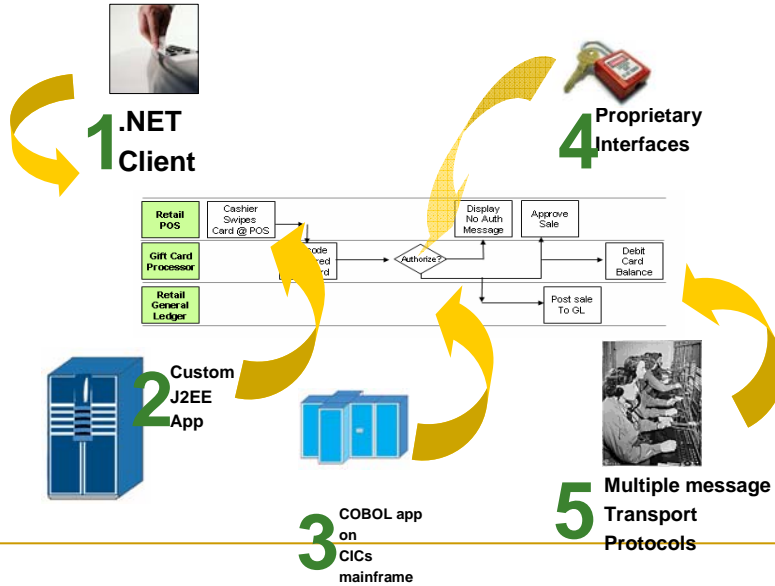 1
.NET
Client
4
Proprietary
Interfaces
Retail
POS
Cashier
Swipes
Card @ POS
Display
No Auth
Message
Approve
Sale
Gift Card
Processor
Authorize?
Debit
Card
Balance
Retail
General
Ledger
Post sale
To GL
2
Custom
J2EE
App
3
COBOL app
on
CICs
mainframe
5
Multiple message
Transport
Protocols